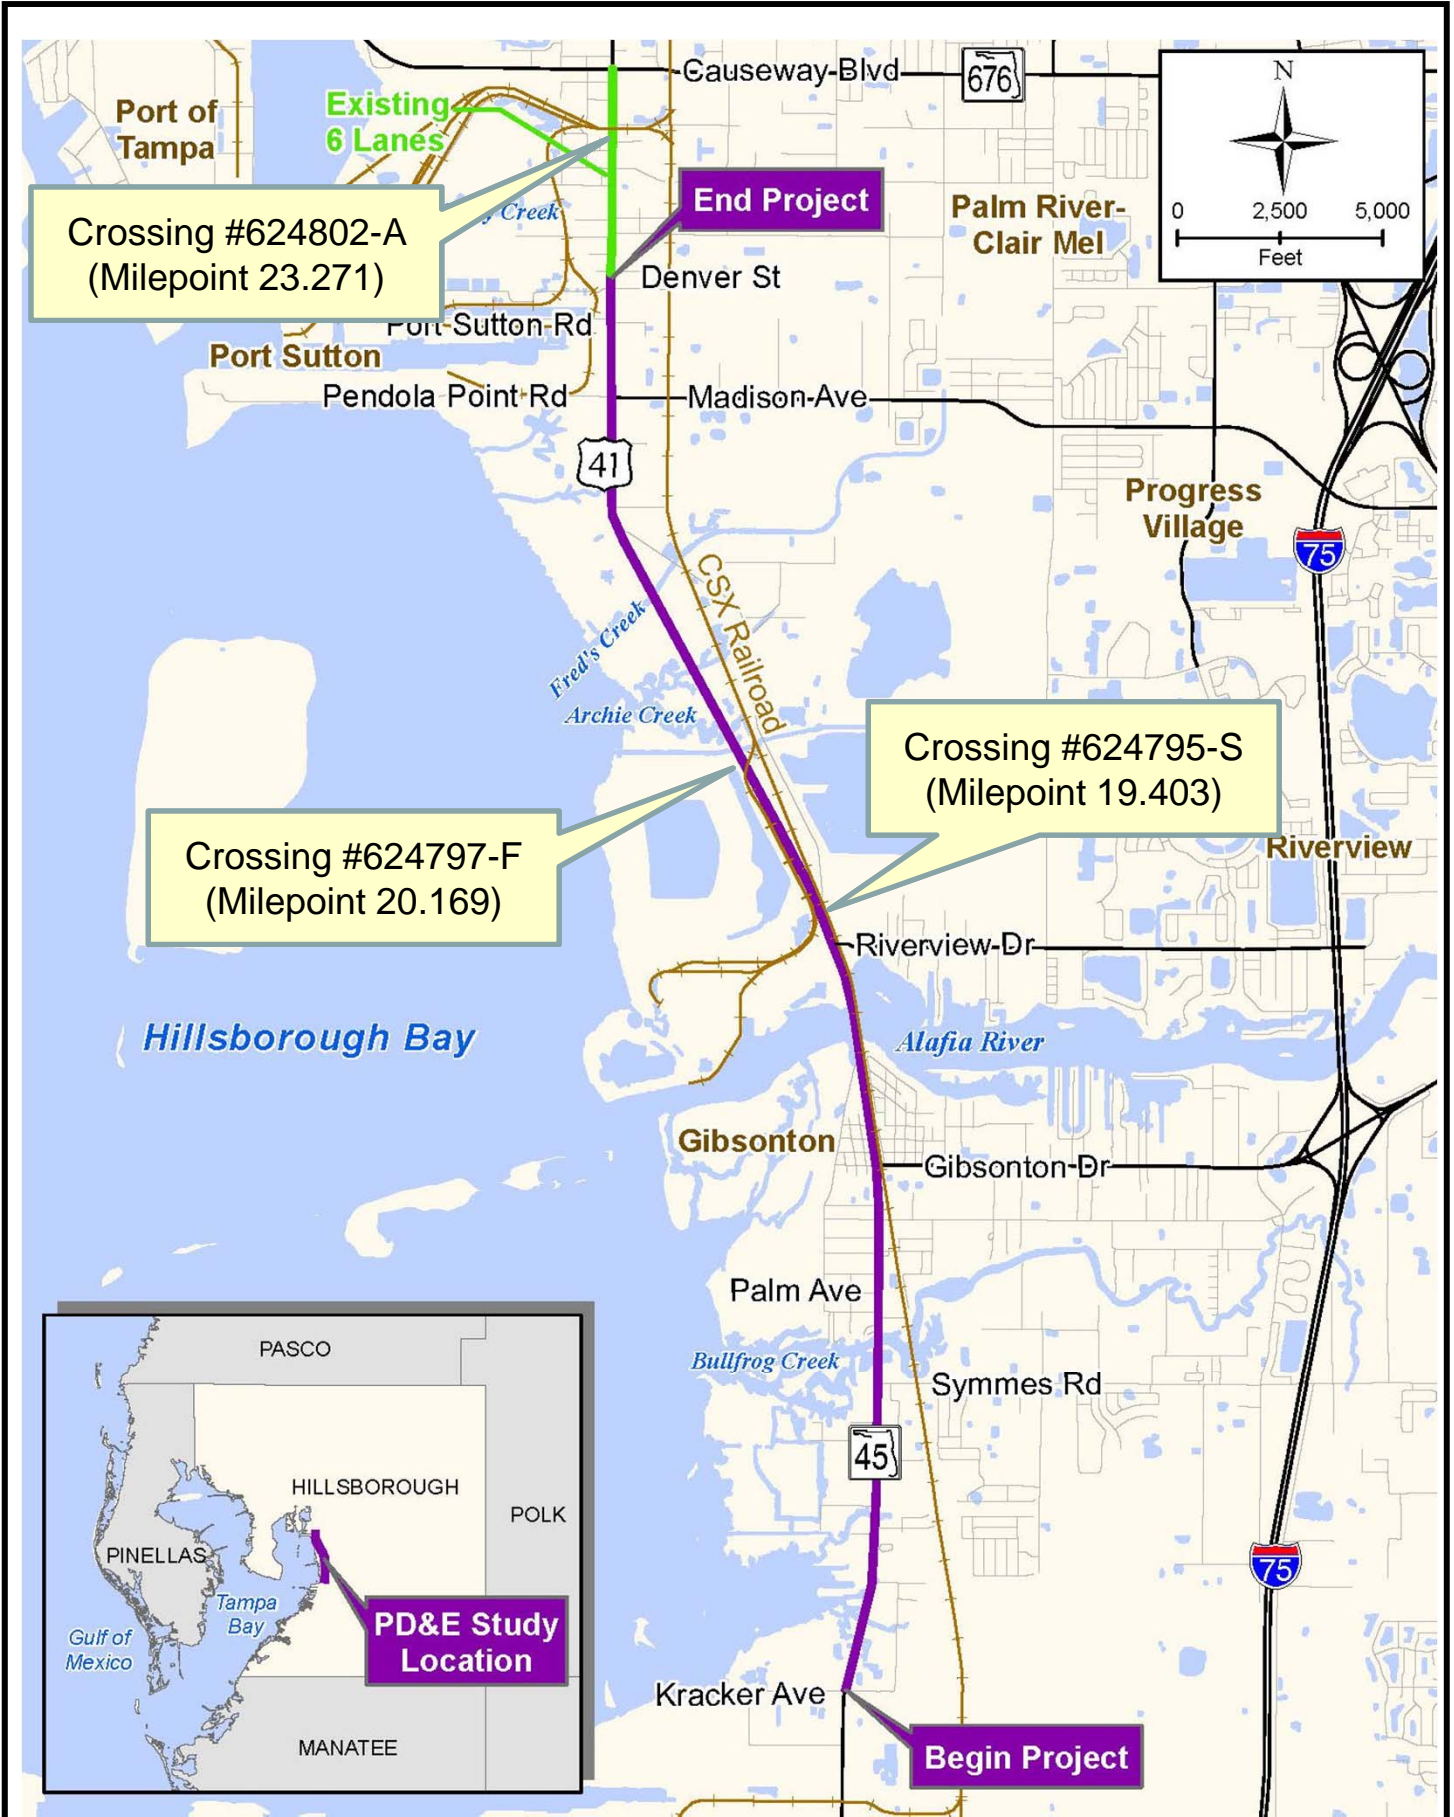 Causeway Blvd
676
N
Port of
Tampa
Existing
6 Lanes
End Project
Palm River-
Clair Mel
0 2,500 5,000
Feet
Crossing #624802-A
(Milepoint 23.271)
Creek
Denver St
Port Sutton Rd
Port Sutton
Pendola Point Rd
Madison Ave
41
Progress
Village
75
CSX Railroad
Fred's Creek
Archie Creek
Crossing #624795-S
(Milepoint 19.403)
Crossing #624797-F
(Milepoint 20.169)
Riverview
Riverview Dr
Hillsborough Bay
Alafia River
Gibsonton
Gibsonton Dr
Palm Ave
Bullfrog Creek
Symmes Rd
45
PASCO
HILLSBOROUGH
POLK
PINELLAS
Tampa
Bay
Gulf of
Mexico
PD&E Study
Location
MANATEE
75
Kracker Ave
Begin Project